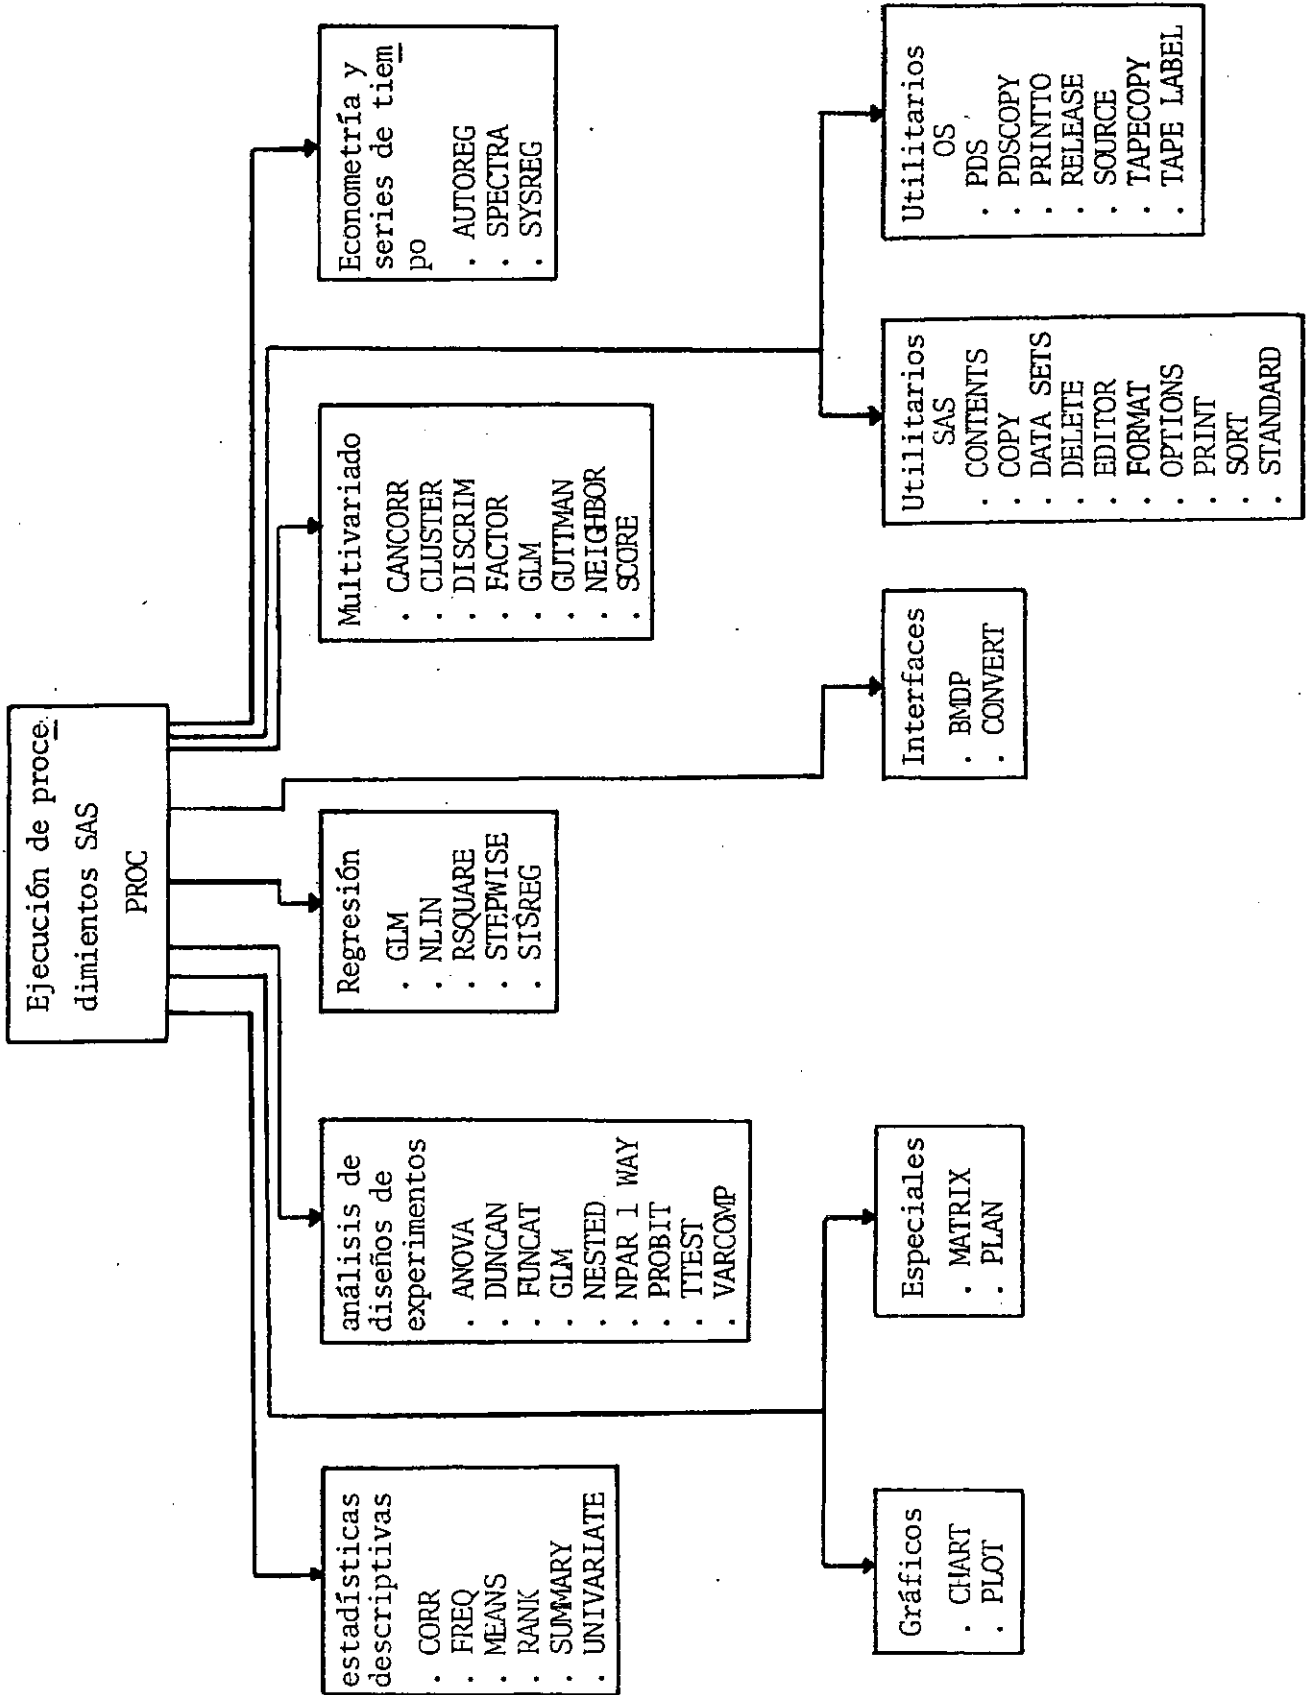 Ejecución de proce
dimientos SAS
PROC
estadísticas
descriptivas
. CORR
. FREQ
. MEANS
. RANK
. SUMMARY
. UNIVARIATE
análisis de
diseños de
experimentos
. ANOVA
. DUNCAN
. FUNCAT
. GLM
. NESTED
. NPAR 1 WAY
. PROBIT
. TTEST
. VARCOMP
Regresión
. GLM
. NLIN
. RSQUARE
. STEPWISE
. SISREG
Multivariado
. CANCORR
. CLUSTER
. DISCRIM
. FACTOR
. GLM
. GUTTMAN
. NEIGHBOR
. SCORE
Econometría y
series de tiem
po
. AUTOREG
. SPECTRA
. SYSREG
Gráficos
. CHART
. PLOT
Especiales
. MATRIX
. PLAN
Interfaces
. BMDP
. CONVERT
Utilitarios
SAS
. CONTENTS
. COPY
. DATA SETS
. DELETE
. EDITOR
. FORMAT
. OPTIONS
. PRINT
. SORT
. STANDARD
Utilitarios
OS
. PDS
. PDSCOPY
. PRINTTO
. RELEASE
. SOURCE
. TAPECOPY
. TAPE LABEL